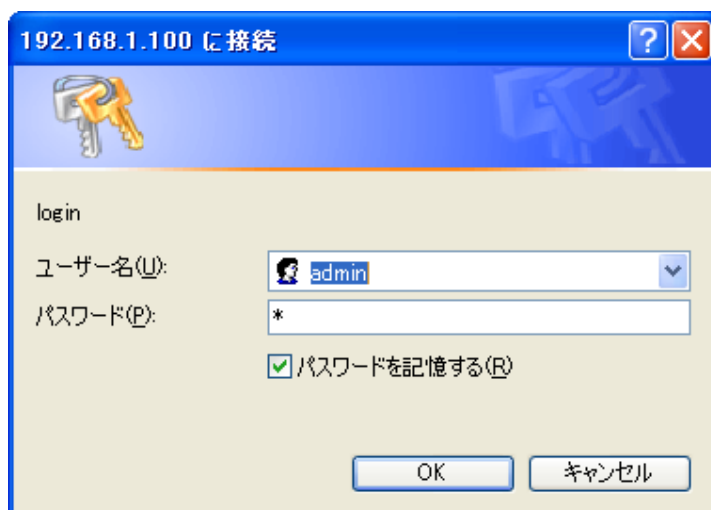 192.168.1.100 に接続
login
ユーザー名(U):
admin
パスワード(P):
*
パスワードを記憶する(R)
OK
キャンセル